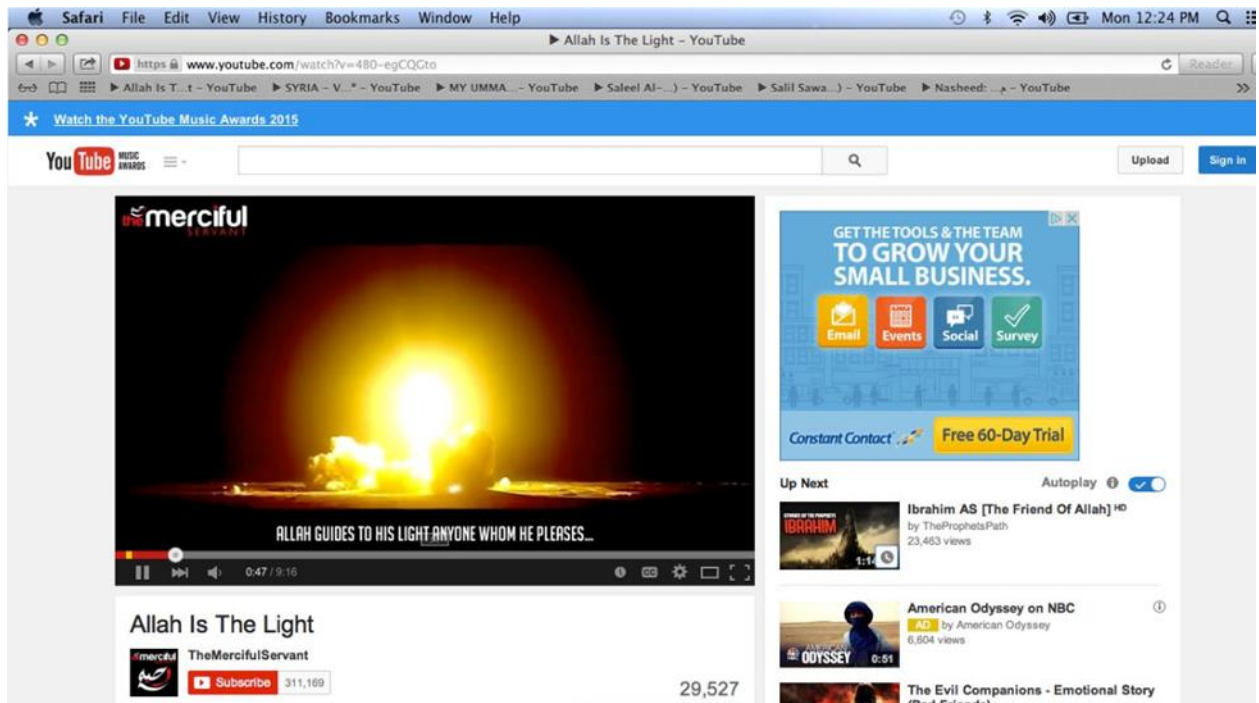 Safari File Edit View History Bookmarks Window Help Mon 12:24 PM
Allah Is The Light – YouTube
https www.youtube.com/watch?v=480-egCQGto Reader
Allah Is T...t – YouTube SYRIA – V...* – YouTube MY UMMA...– YouTube Saleel Al-...) – YouTube Salil Sawa...) – YouTube Nasheed: ...م – YouTube
Watch the YouTube Music Awards 2015
YouTube MUSIC AWARDS
Upload Sign in
the merciful
SERVANT
ALLAH GUIDES TO HIS LIGHT ANYONE WHOM HE PLEASES...
0:47 / 9:16
Allah Is The Light
TheMercifulServant
Subscribe 311,169
29,527
GET THE TOOLS & THE TEAM
TO GROW YOUR
SMALL BUSINESS.
Email Events Social Survey
Constant Contact Free 60-Day Trial
Up Next Autoplay
IBRAHIM
Ibrahim AS [The Friend Of Allah] HD
by TheProphetsPath
23,463 views
AMERICAN
ODYSSEY 0:51
American Odyssey on NBC
AD by American Odyssey
6,604 views
The Evil Companions - Emotional Story